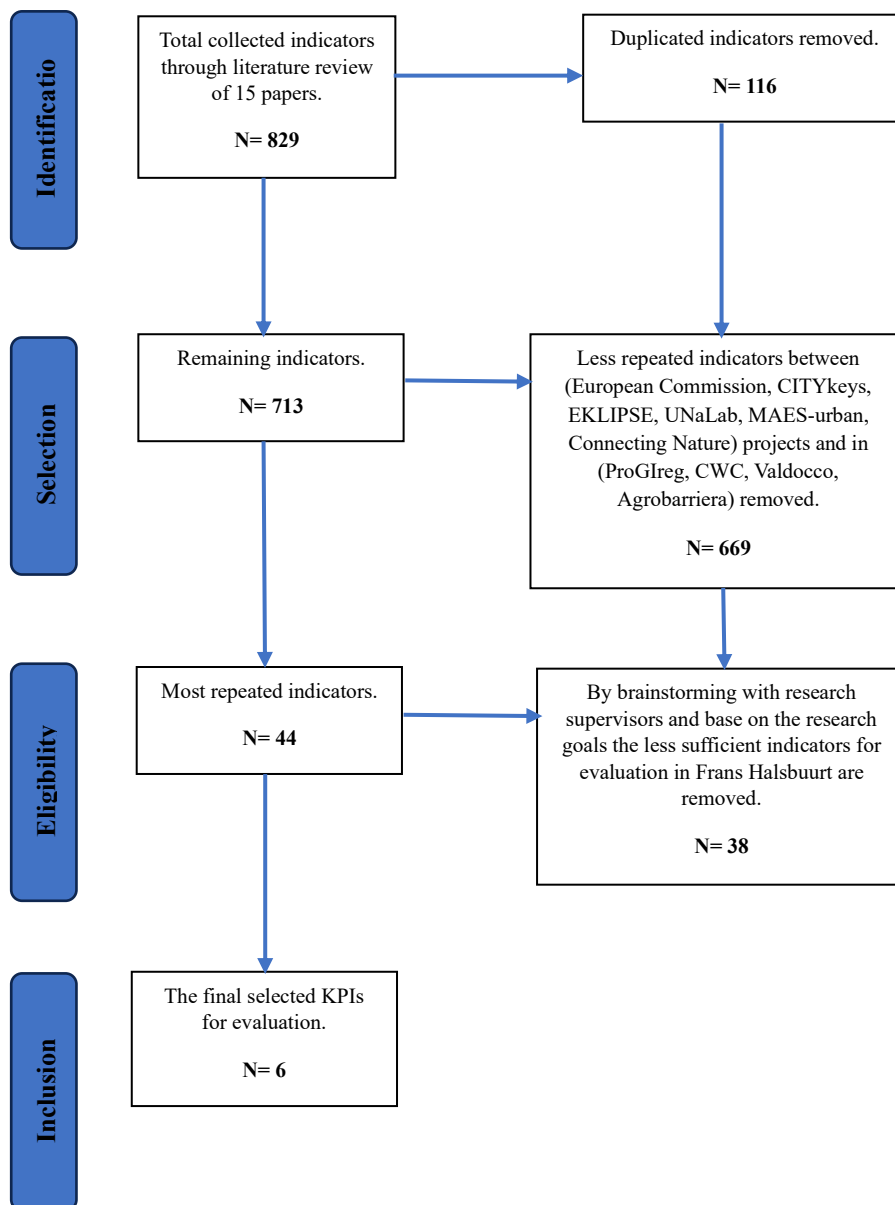 Identificatio
Total collected indicators
through literature review
of 15 papers.
N= 829
Duplicated indicators removed.
N= 116
Selection
Remaining indicators.
N= 713
Less repeated indicators between
(European Commission, CITYkeys,
EKLIPSE, UNaLab, MAES-urban,
Connecting Nature) projects and in
(ProGIreg, CWC, Valdocco,
Agrobarriera) removed.
N= 669
Eligibility
Most repeated indicators.
N= 44
By brainstorming with research
supervisors and base on the research
goals the less sufficient indicators for
evaluation in Frans Halsbuurt are
removed.
N= 38
Inclusion
The final selected KPIs
for evaluation.
N= 6